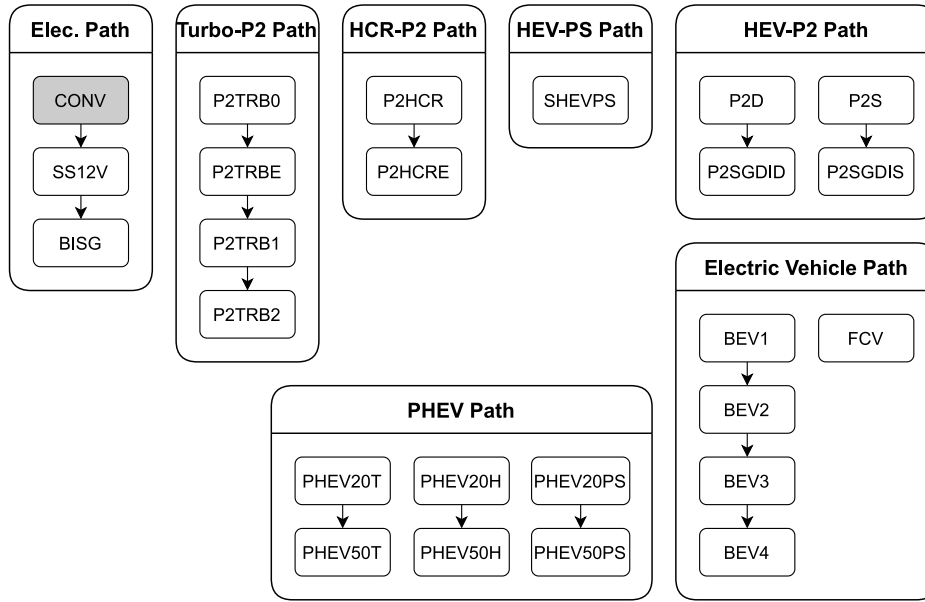 Elec. Path
CONV
SS12V
BISG
Turbo-P2 Path
P2TRB0
P2TRBE
P2TRB1
P2TRB2
HCR-P2 Path
P2HCR
P2HCRE
HEV-PS Path
SHEVPS
HEV-P2 Path
P2D
P2S
P2SGDID
P2SGDIS
PHEV Path
PHEV20T
PHEV20H
PHEV20PS
PHEV50T
PHEV50H
PHEV50PS
Electric Vehicle Path
BEV1
FCV
BEV2
BEV3
BEV4